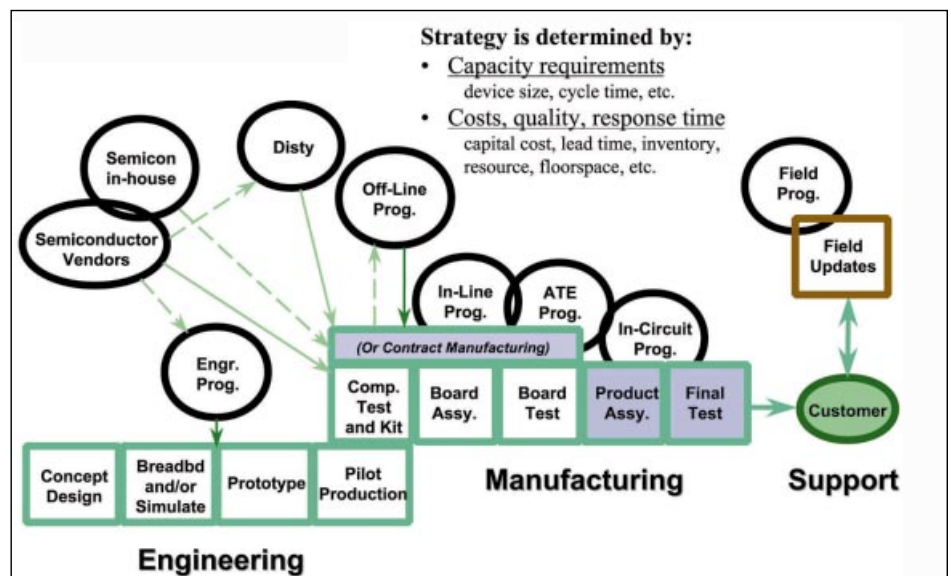 Strategy is determined by:
• Capacity requirements
device size, cycle time, etc.
• Costs, quality, response time
capital cost, lead time, inventory,
resource, floorspace, etc.
Semicon
in-house
Disty
Off-Line
Prog.
Field
Prog.
Semiconductor
Vendors
Field
Updates
In-Line
Prog.
ATE
Prog.
In-Circuit
Prog.
Engr.
Prog.
(Or Contract Manufacturing)
Comp.
Test
and Kit
Board
Assy.
Board
Test
Product
Assy.
Final
Test
Customer
Concept
Design
Breadbd
and/or
Simulate
Prototype
Pilot
Production
Manufacturing
Support
Engineering